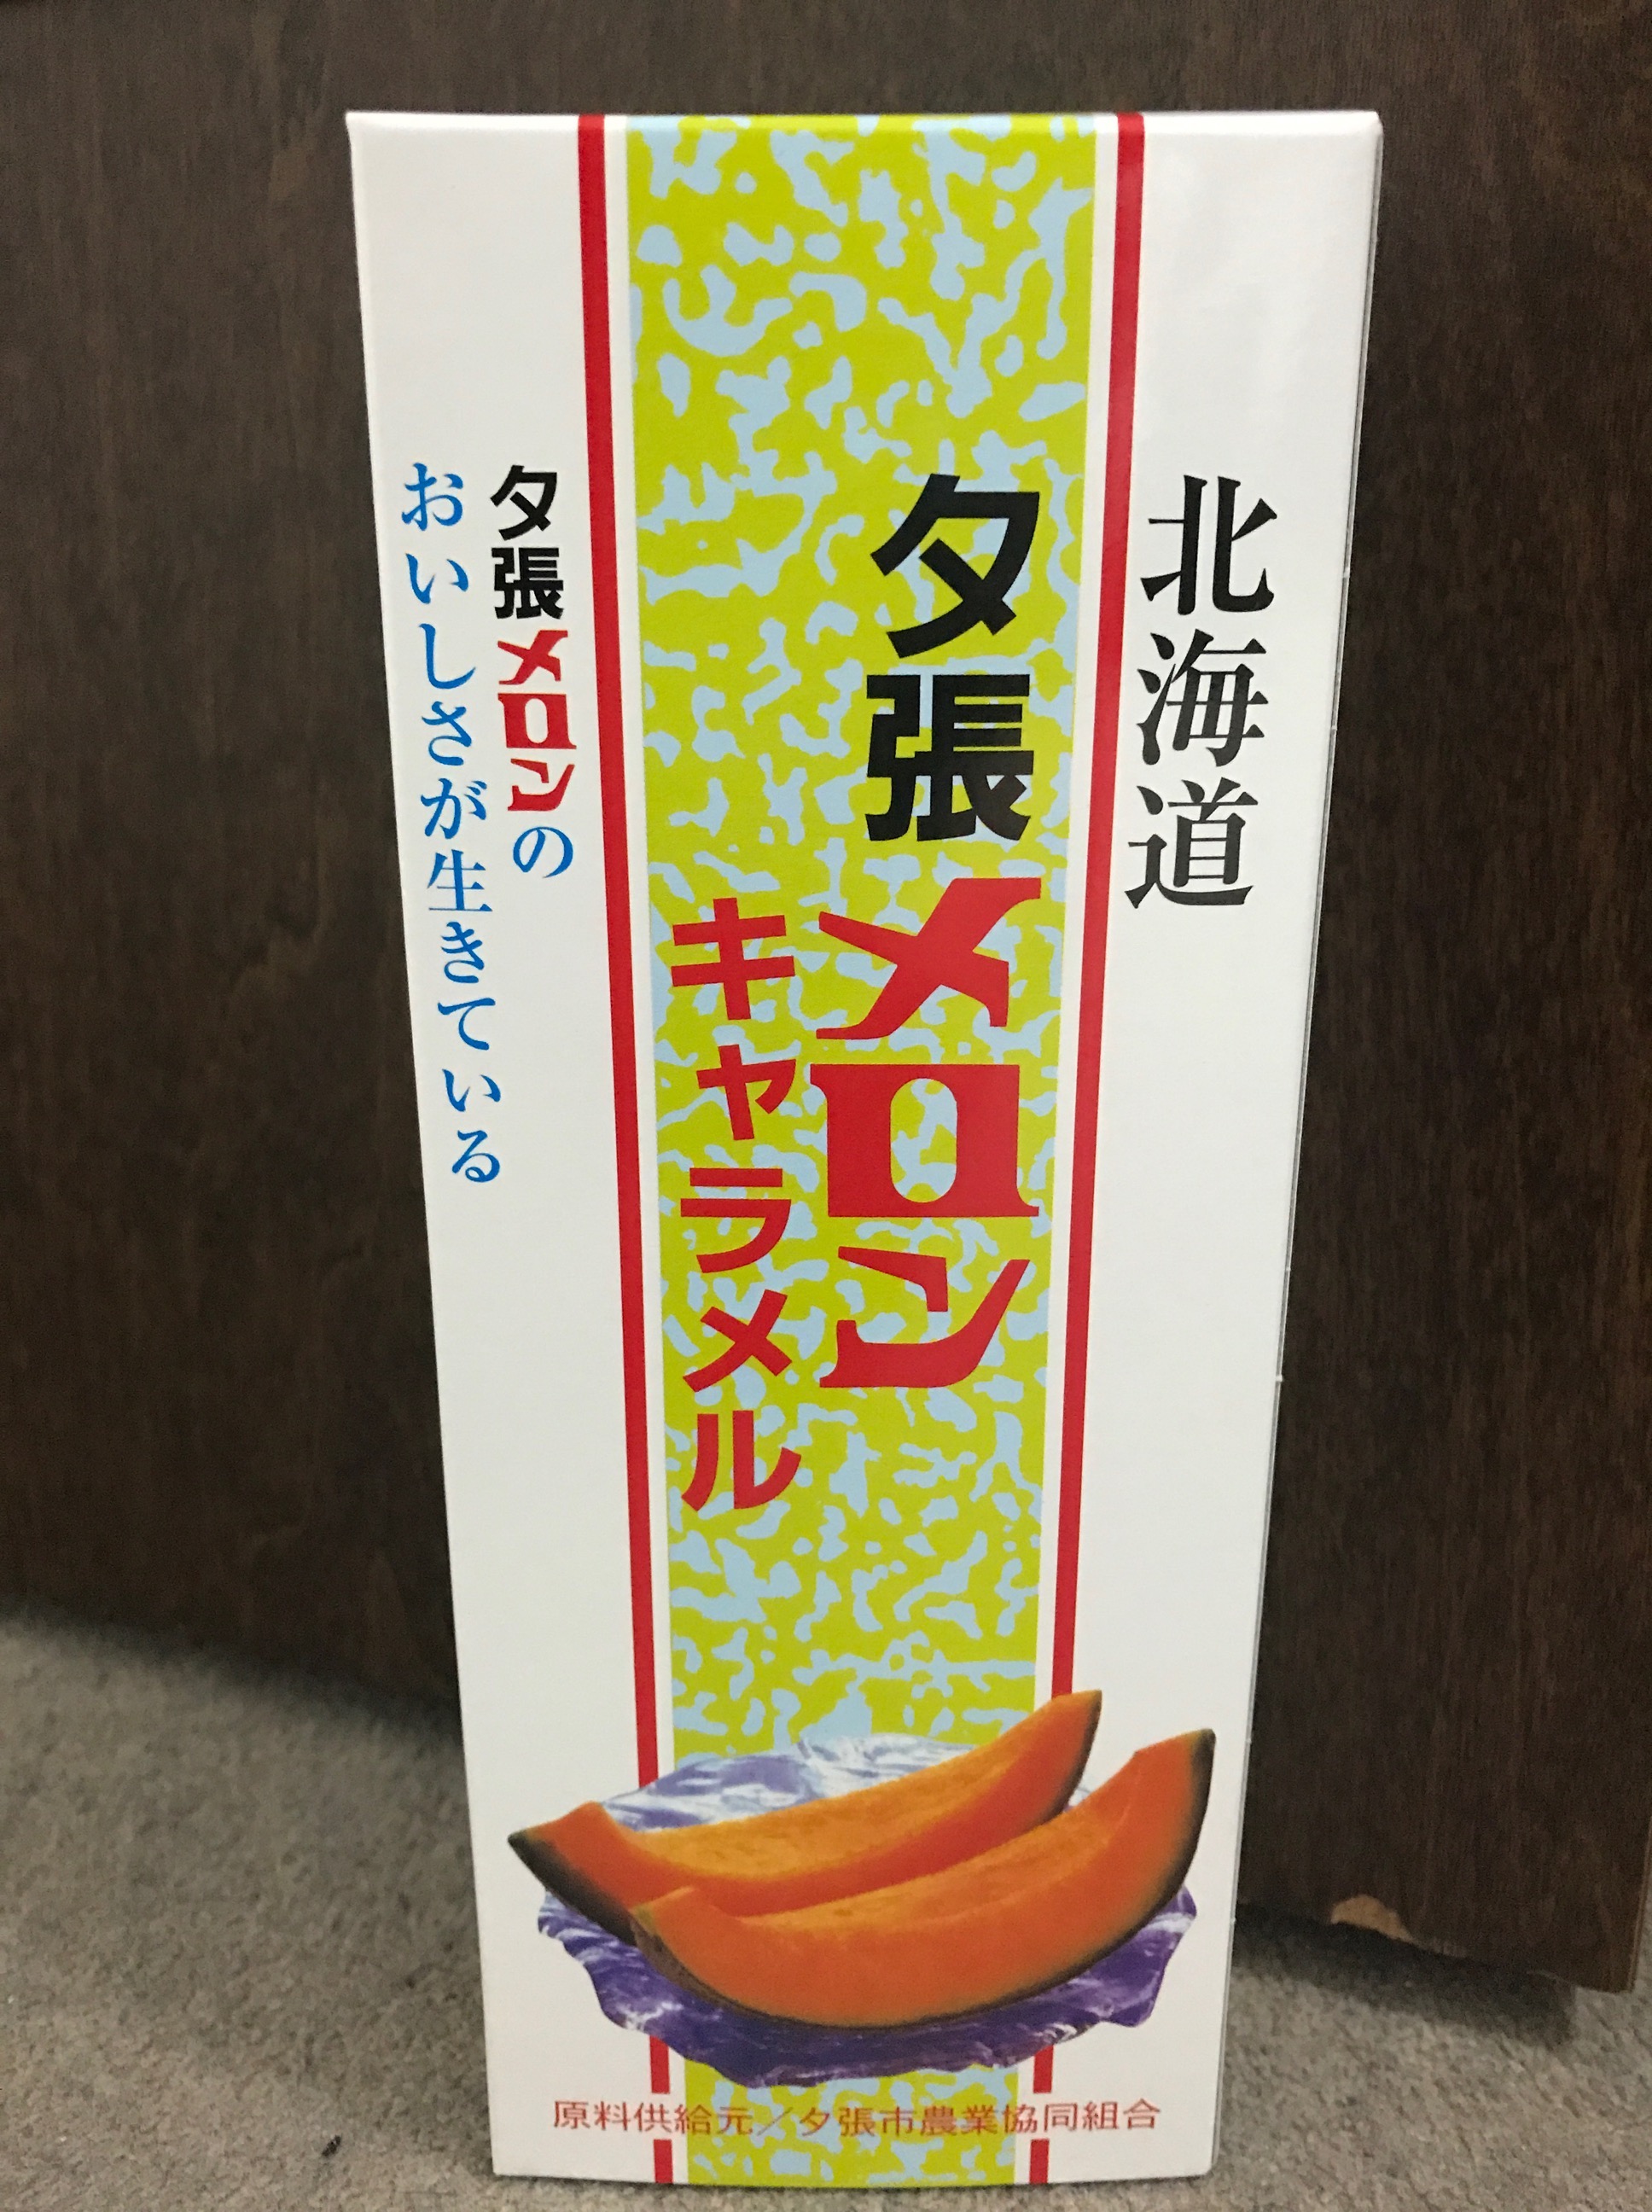 北海道
夕張メロン
キャラメル
夕張メロンの
おいしさが生きている
原料供給元／夕張市農業協同組合